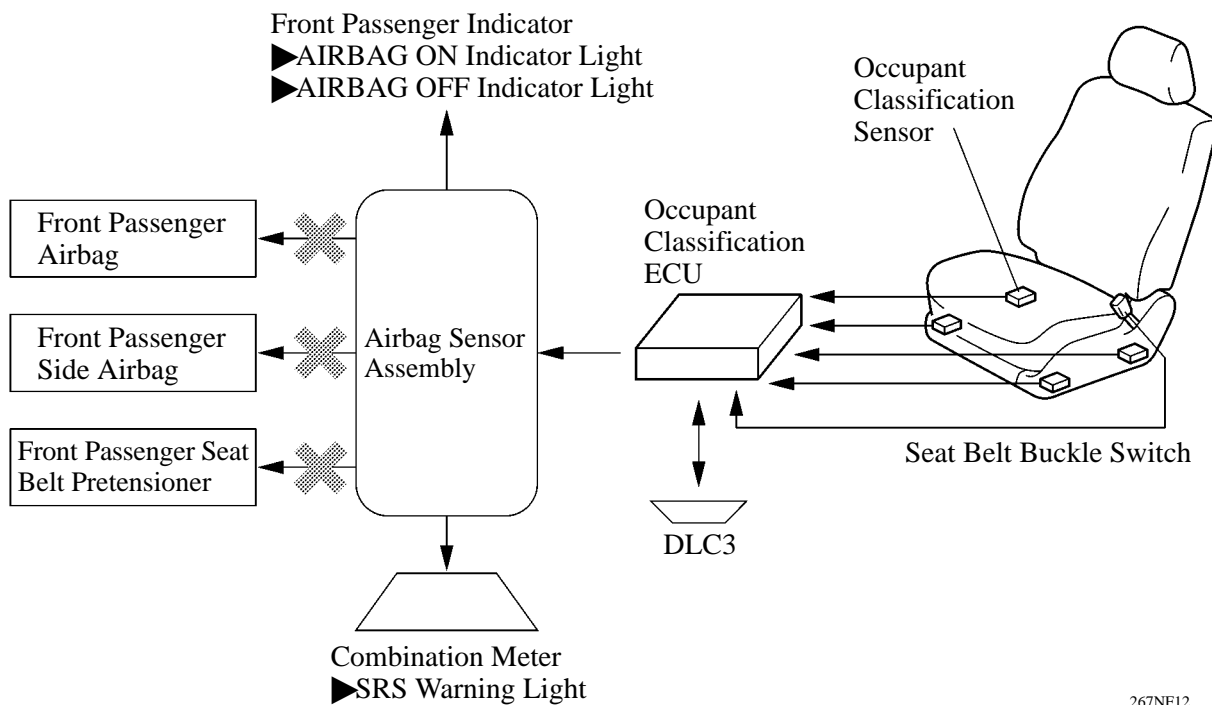 Front Passenger Indicator
▶AIRBAG ON Indicator Light
▶AIRBAG OFF Indicator Light
Occupant
Classification
Sensor
Front Passenger
Airbag
Occupant
Classification
ECU
Front Passenger
Side Airbag
Airbag Sensor
Assembly
Front Passenger Seat
Belt Pretensioner
Seat Belt Buckle Switch
DLC3
Combination Meter
▶SRS Warning Light
267NF12